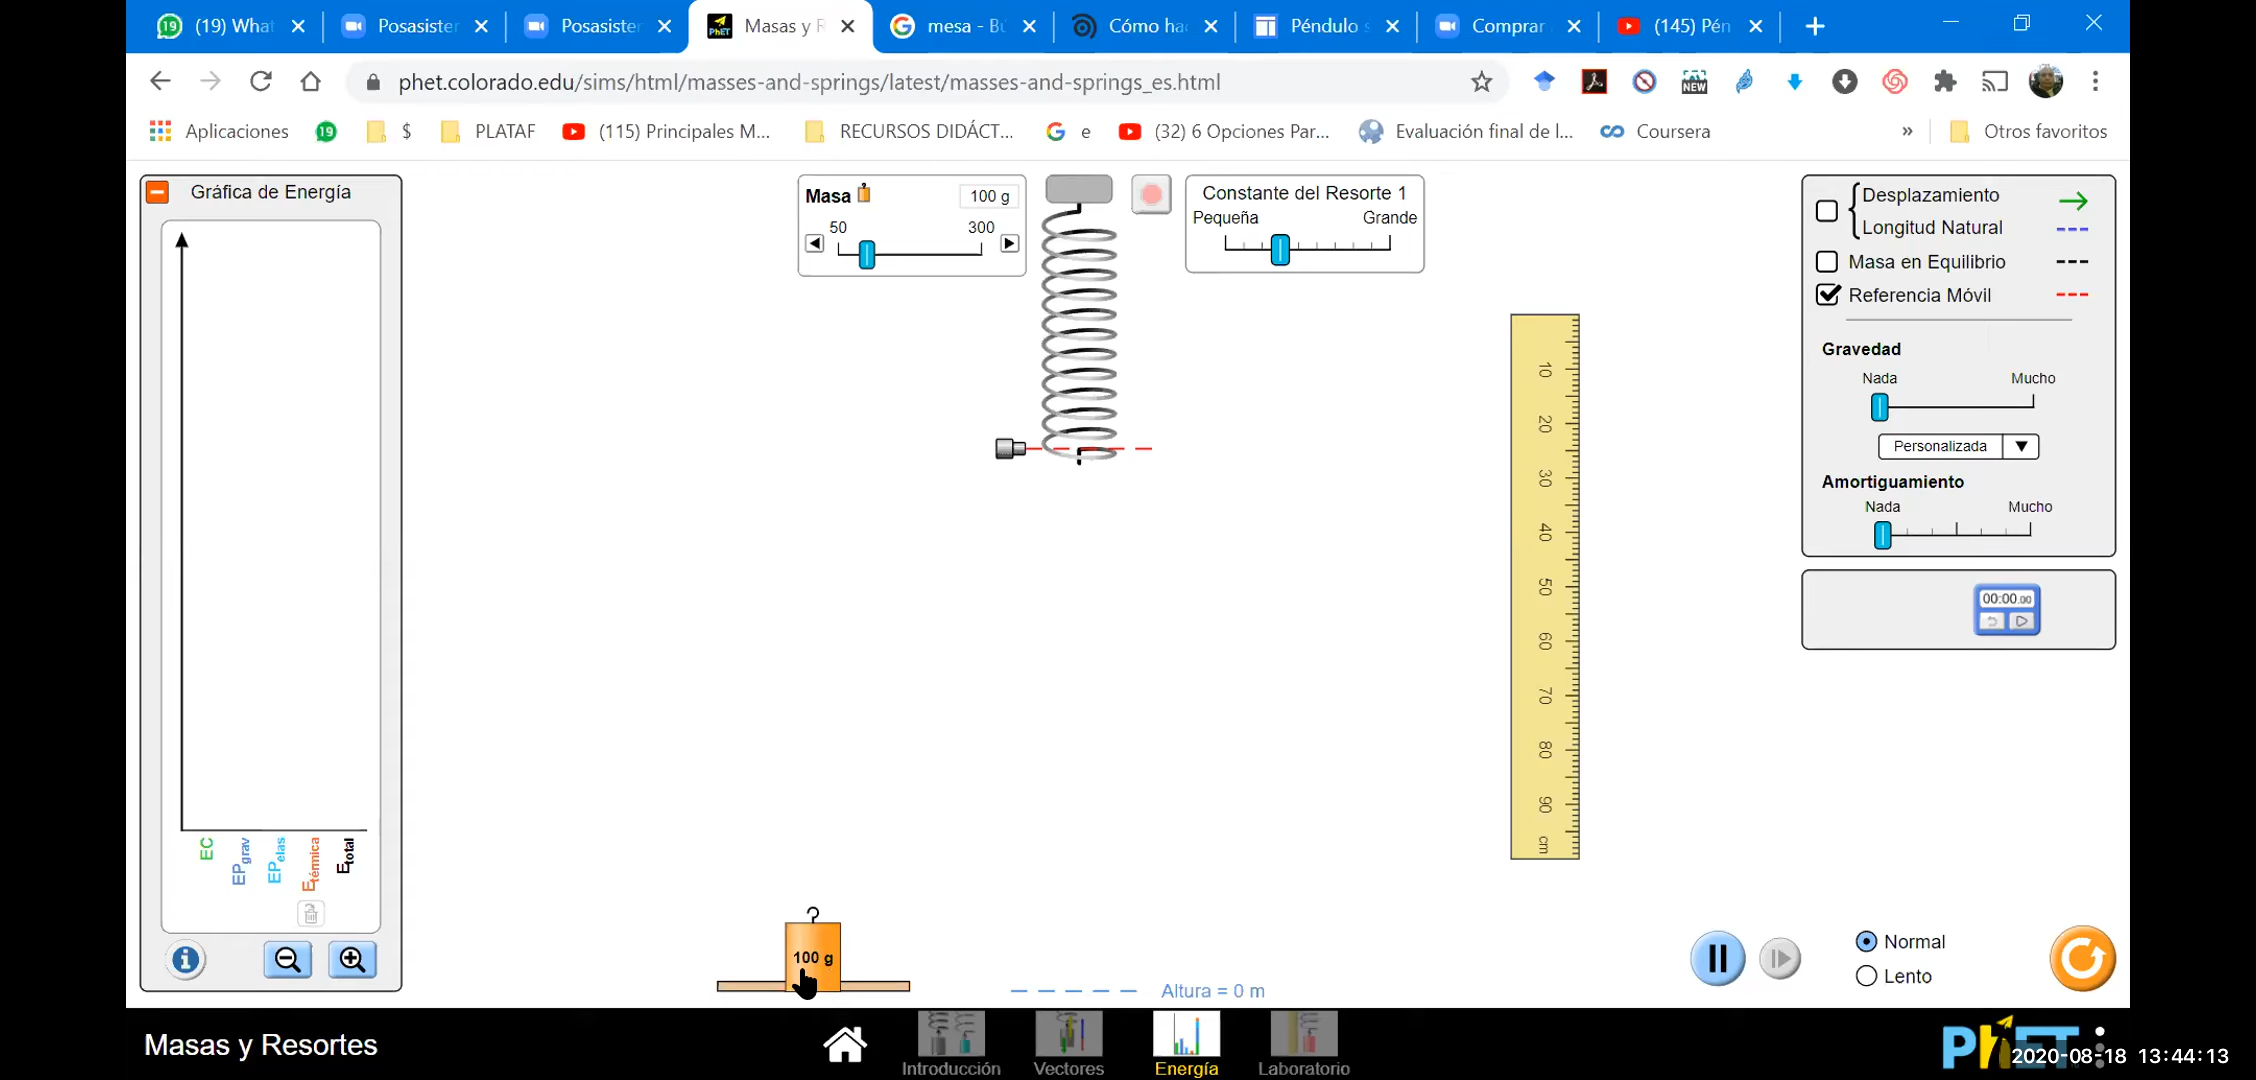 (19) What
Posasister
Posasister
Masas y R
mesa - Bú
Cómo hac
Péndulo s
Comprar
(145) Pén
phet.colorado.edu/sims/html/masses-and-springs/latest/masses-and-springs_es.html
Aplicaciones
19
$
PLATAF
(115) Principales M...
RECURSOS DIDÁCT...
e
(32) 6 Opciones Par...
Evaluación final de l...
Coursera
»
Otros favoritos
Gráfica de Energía
EC
EPgrav
EPelas
Etérmica
Etotal
Masa
100 g
50
300
Constante del Resorte 1
Pequeña
Grande
10
20
30
40
50
60
70
80
90
cm
Desplazamiento
Longitud Natural
Masa en Equilibrio
Referencia Móvil
Gravedad
Nada
Mucho
Personalizada
Amortiguamiento
Nada
Mucho
00:00.00
100 g
Altura = 0 m
Normal
Lento
Masas y Resortes
Introducción
Vectores
Energía
Laboratorio
PhET
2020-08-18 13:44:13